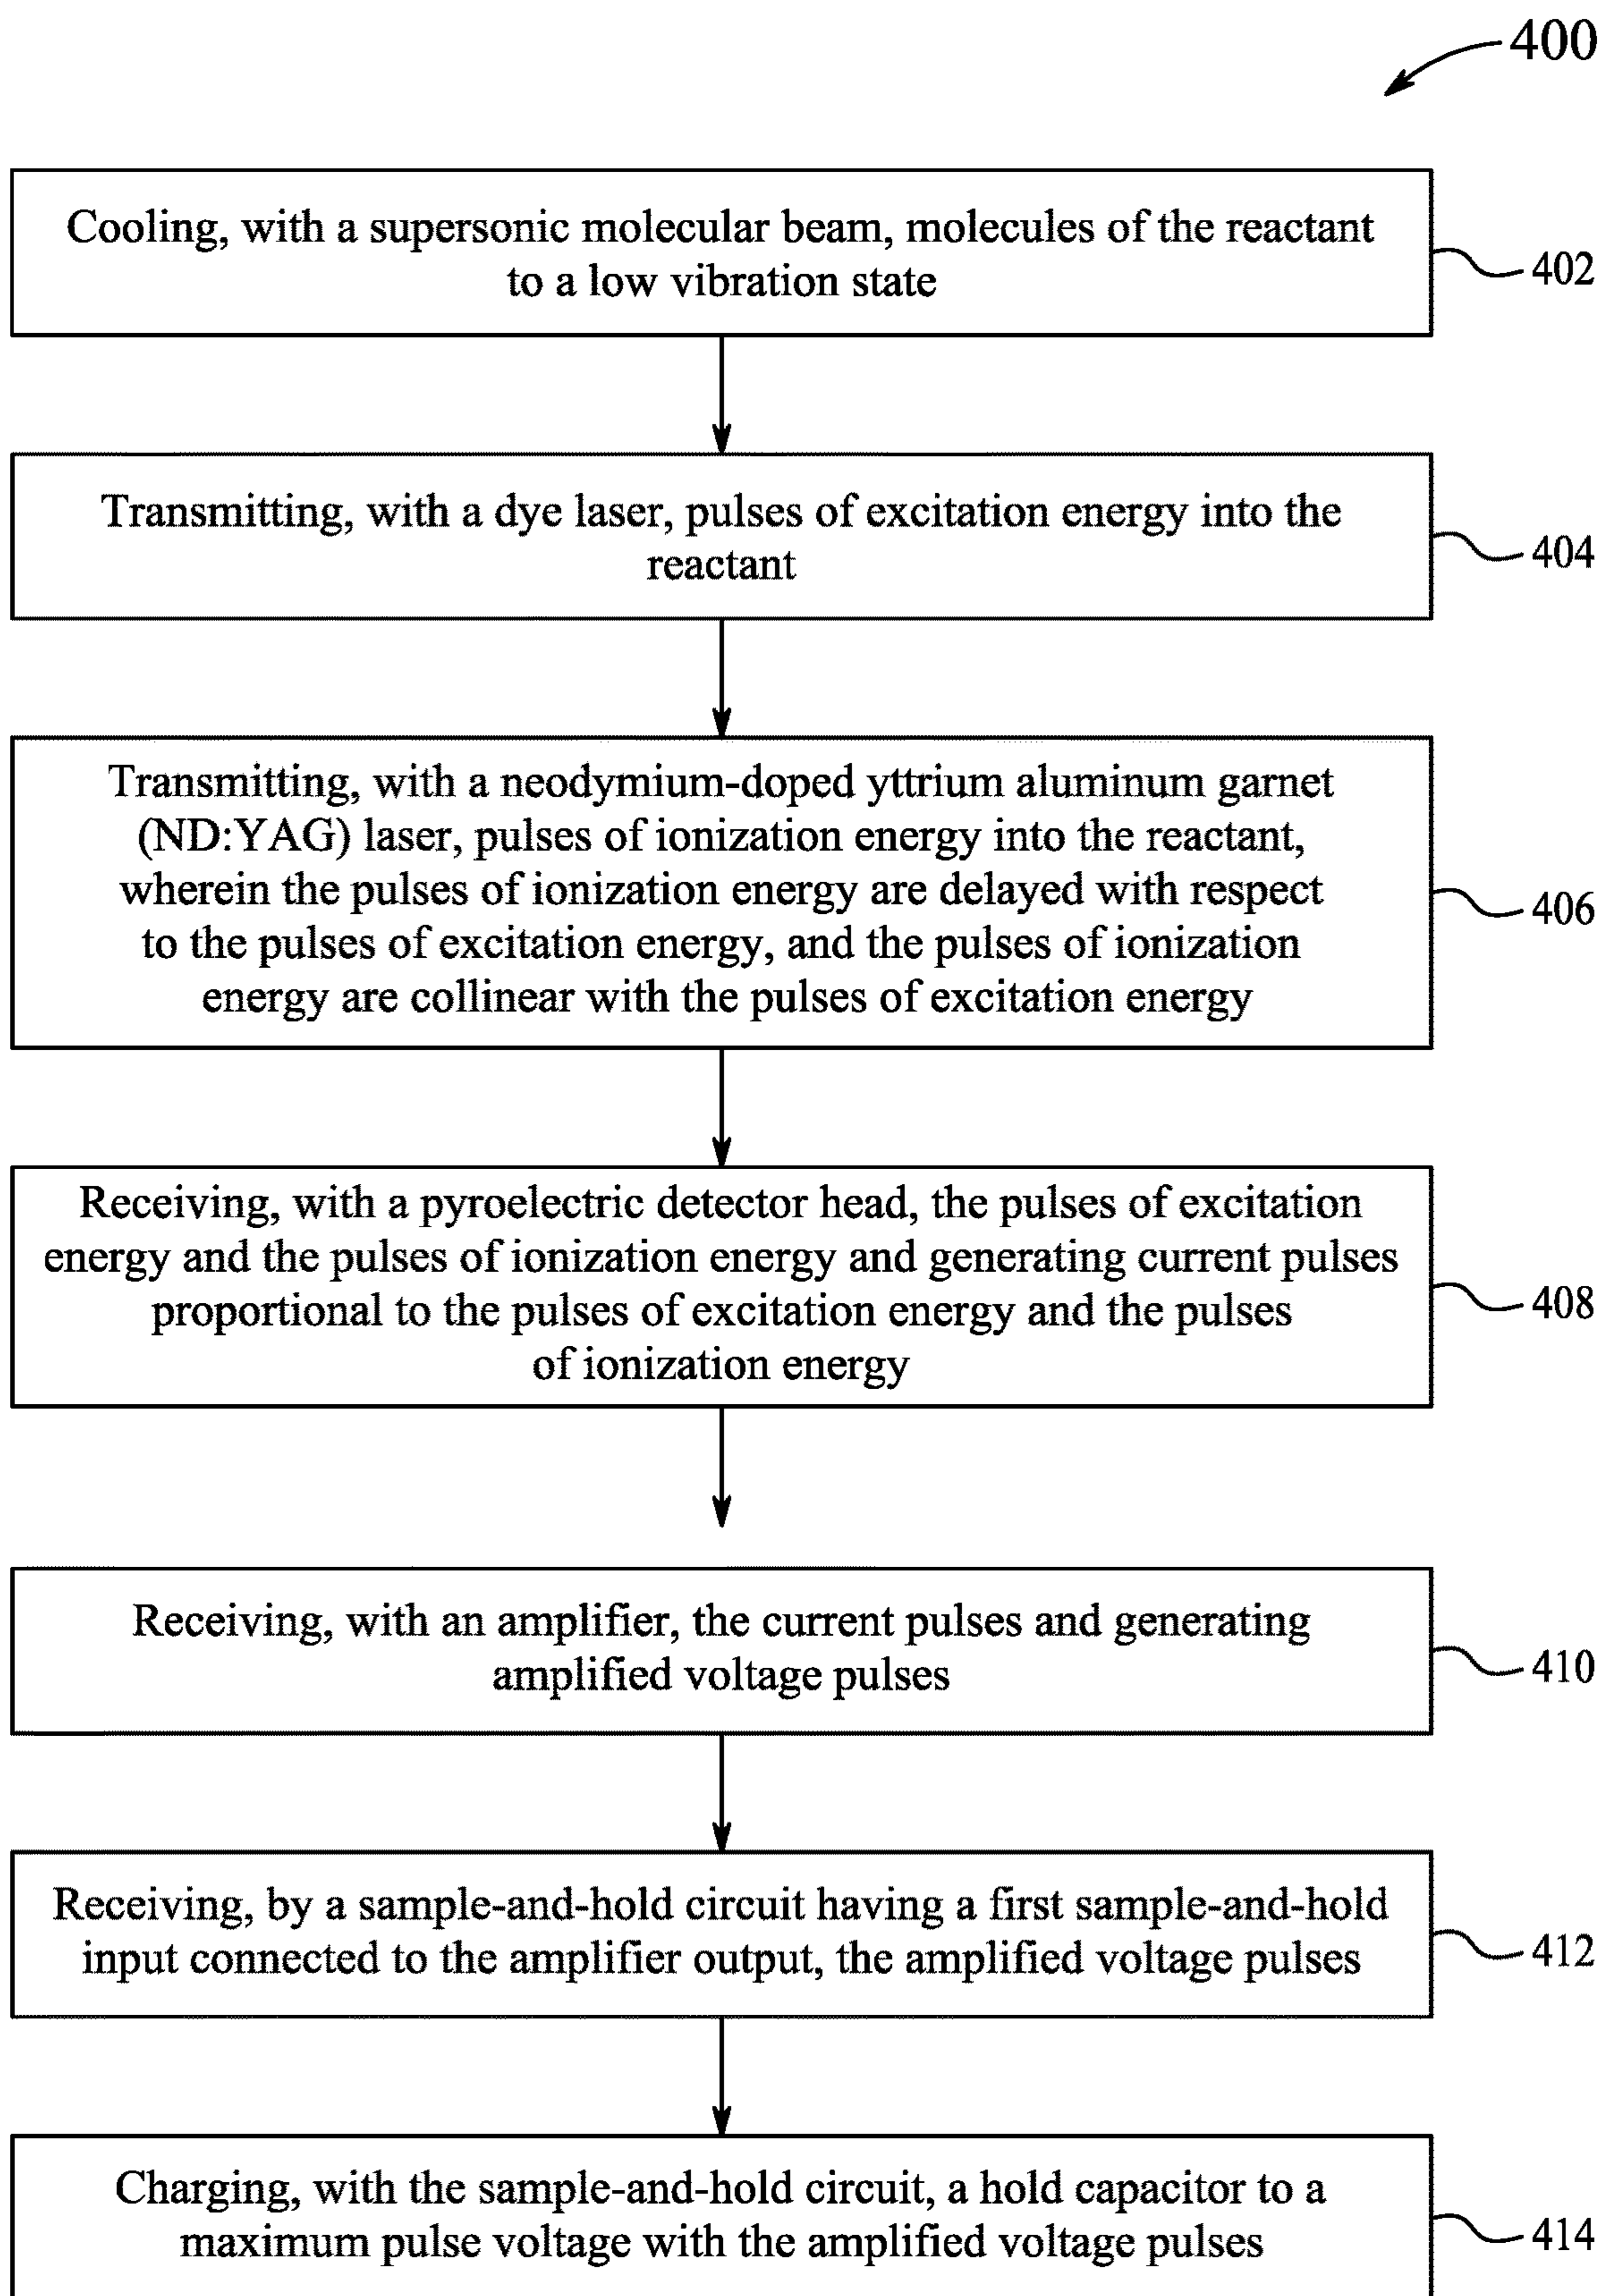 400
Cooling, with a supersonic molecular beam, molecules of the reactant
to a low vibration state
402
Transmitting, with a dye laser, pulses of excitation energy into the
reactant
404
Transmitting, with a neodymium-doped yttrium aluminum garnet
(ND:YAG) laser, pulses of ionization energy into the reactant,
wherein the pulses of ionization energy are delayed with respect
to the pulses of excitation energy, and the pulses of ionization
energy are collinear with the pulses of excitation energy
406
Receiving, with a pyroelectric detector head, the pulses of excitation
energy and the pulses of ionization energy and generating current pulses
proportional to the pulses of excitation energy and the pulses
of ionization energy
408
Receiving, with an amplifier, the current pulses and generating
amplified voltage pulses
410
Receiving, by a sample-and-hold circuit having a first sample-and-hold
input connected to the amplifier output, the amplified voltage pulses
412
Charging, with the sample-and-hold circuit, a hold capacitor to a
maximum pulse voltage with the amplified voltage pulses
414